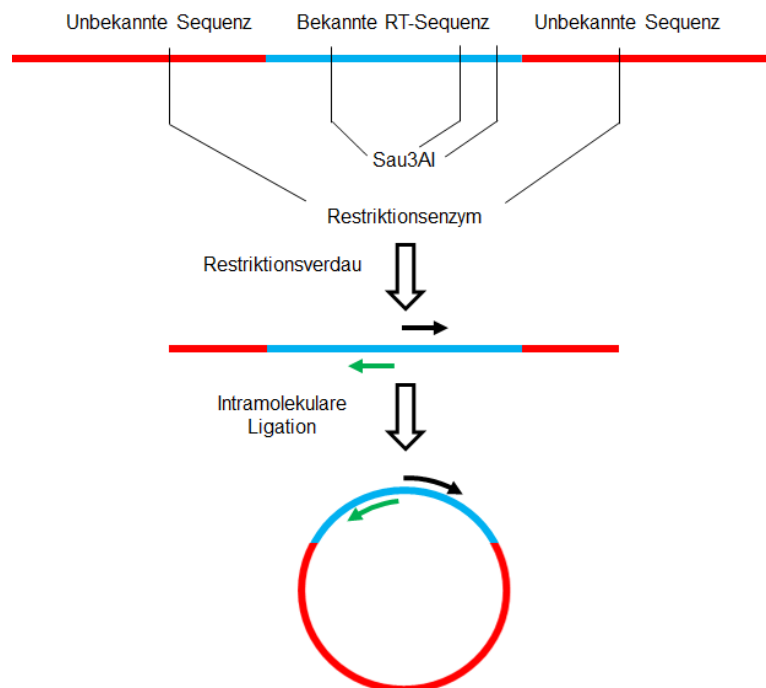 Unbekannte Sequenz Bekannte RT-Sequenz Unbekannte Sequenz
Sau3AI
Restriktionsenzym
Restriktionsverdau
Intramolekulare
Ligation